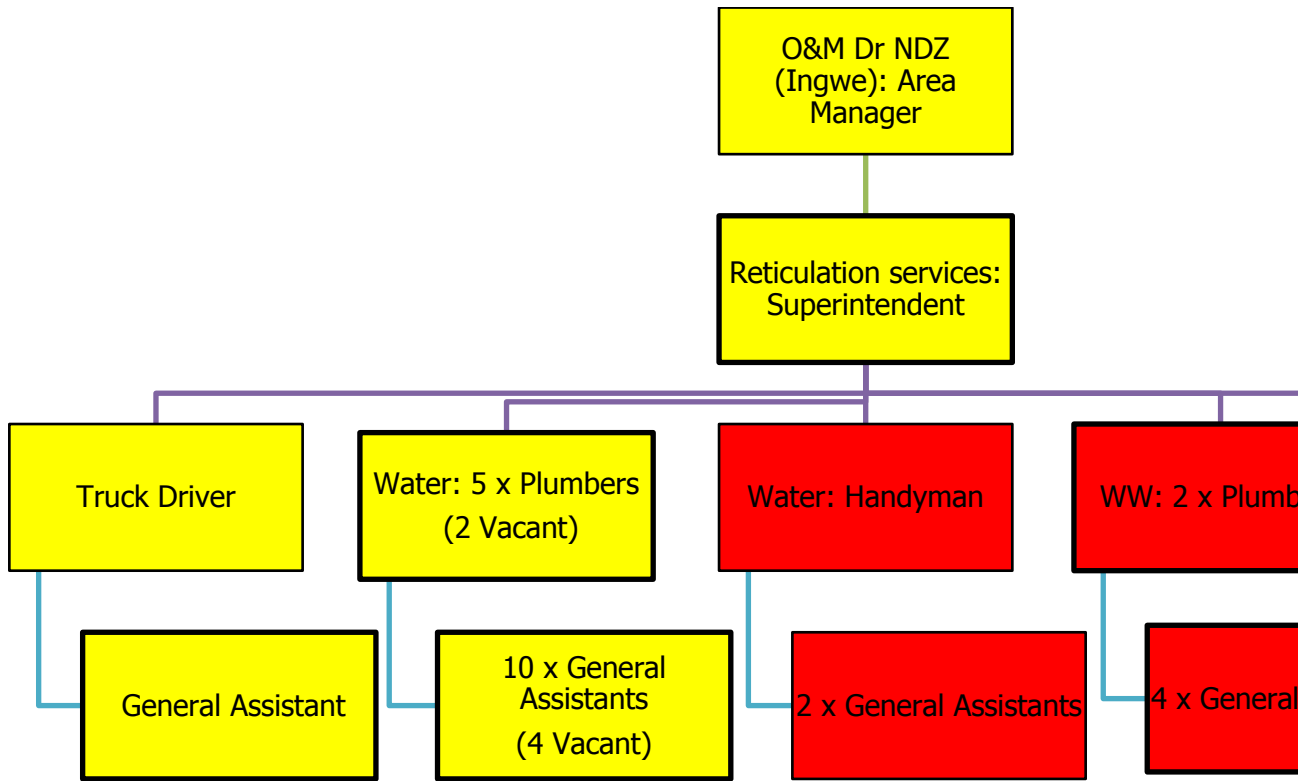 O&M Dr NDZ
(Ingwe): Area
Manager
Reticulation services:
Superintendent
Truck Driver
Water: 5 x Plumbers
(2 Vacant)
Water: Handyman
WW: 2 x
General Assistant
10 x General
Assistants
(4 Vacant)
2 x General Assistants
4 x General